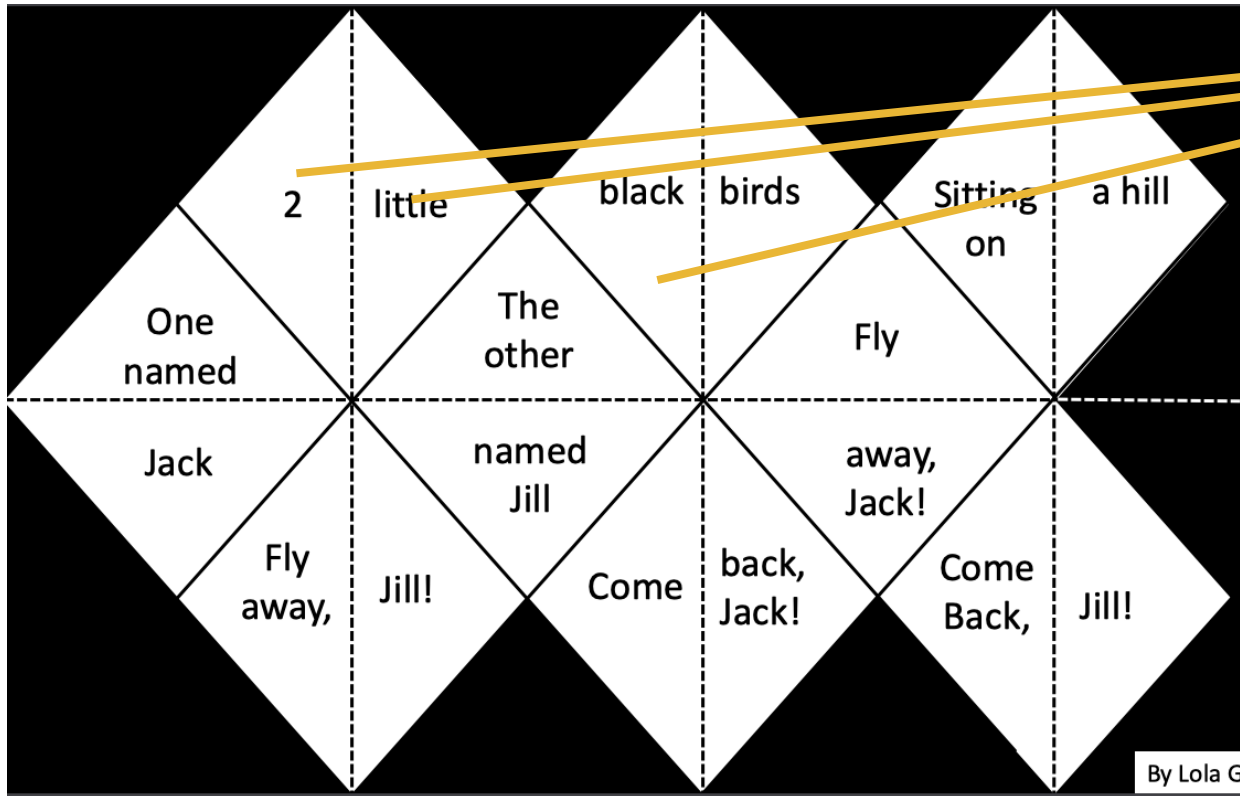 2 little
black birds
Sitting
on
a hill
One
named
Jack
The
other
named
Jill
Fly
away,
Jack!
Fly
away,
Jill!
Come
back,
Jack!
Come
Back,
Jill!
By Lola G